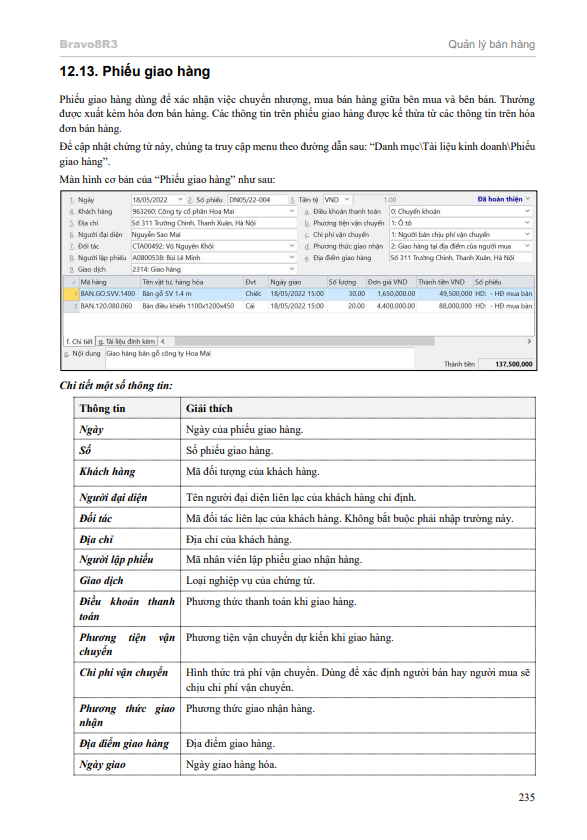 Bravo8R3 Quản lý bán hàng
12.13. Phiếu giao hàng
Phiếu giao hàng dùng để xác nhận việc chuyển nhượng, mua bán hàng giữa bên mua và bên bán. Thường
được xuất kèm hóa đơn bán hàng. Các thông tin trên phiếu giao hàng được kế thừa từ các thông tin trên hóa
đơn bán hàng.
Để cập nhật chứng từ này, chúng ta truy cập menu theo đường dẫn sau: “Danh mục\Tài liệu kinh doanh\Phiếu
giao hàng”.
Màn hình cơ bản của “Phiếu giao hàng” như sau:
1. Ngày 18/05/2022 2. Số phiếu DN05/22-004 3. Tiền tệ VND 1.00 Đã hoàn thiện
4. Khách hàng 963260: Công ty cổ phần Hoa Mai a. Điều khoản thanh toán 0: Chuyển khoản
5. Địa chỉ Số 311 Trường Chinh, Thanh Xuân, Hà Nội b. Phương tiện vận chuyển 1: Ô tô
6. Người đại diện Nguyễn Sao Mai c. Chi phí vận chuyển 1: Người bán chịu phí vận chuyển
7. Đối tác CTA00492: Vũ Nguyên Khôi d. Phương thức giao nhận 2: Giao hàng tại địa điểm của người mua
8. Người lập phiếu A0800538: Bùi Lê Minh e. Địa điểm giao hàng Số 311 Trường Chinh, Thanh Xuân, Hà Nội
9. Giao dịch 2314: Giao hàng
Mã hàng Tên vật tư, hàng hóa Đvt Ngày giao Số lượng Đơn giá VND Thành tiền VND Số phiếu
1 BAN.GO.SVV.1400 Bàn gỗ SV 1.4 m Chiếc 18/05/2022 15:00 30.00 1,650,000.00 49,500,000 HD: - HĐ mua bán
2 BAN.120.080.060 Bàn điều khiển 1100x1200x450 Cái 18/05/2022 15:00 20.00 4,400,000.00 88,000,000 HD: - HĐ mua bán
f. Chi tiết g. Tài liệu đính kèm
g. Nội dung Giao hàng bàn gỗ công ty Hoa Mai
Thành tiền 137,500,000
Chi tiết một số thông tin:
Thông tin Giải thích
Ngày Ngày của phiếu giao hàng.
Số Số phiếu giao hàng.
Khách hàng Mã đối tượng của khách hàng.
Người đại diện Tên người đại diện liên lạc của khách hàng chỉ định.
Đối tác Mã đối tác liên lạc của khách hàng. Không bắt buộc phải nhập trường này.
Địa chỉ Địa chỉ của khách hàng.
Người lập phiếu Mã nhân viên lập phiếu giao nhận hàng.
Giao dịch Loại nghiệp vụ của chứng từ.
Điều khoản thanh Phương thức thanh toán khi giao hàng.
toán
Phương tiện vận Phương tiện vận chuyển dự kiến khi giao hàng.
chuyển
Chi phí vận chuyển Hình thức trả phí vận chuyển. Dùng để xác định người bán hay người mua sẽ
chịu chi phí vận chuyển.
Phương thức giao Phương thức giao nhận hàng.
nhận
Địa điểm giao hàng Địa điểm giao hàng.
Ngày giao Ngày giao hàng hóa.
235